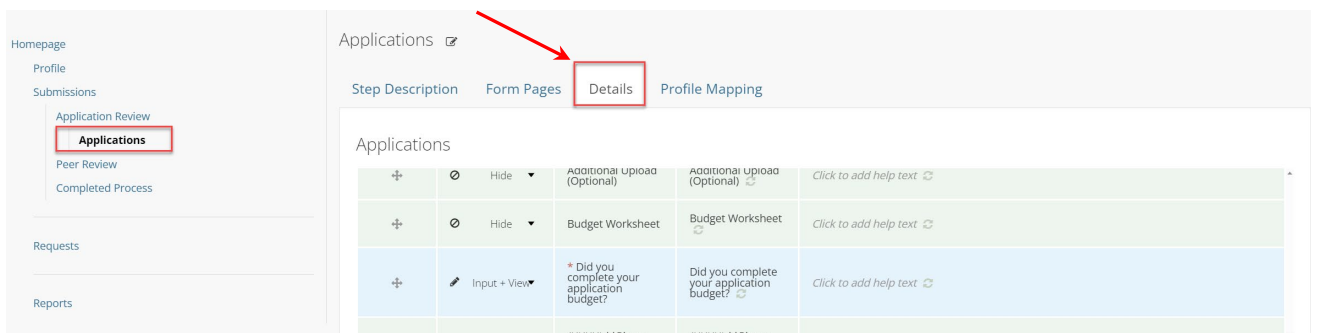 Homepage
Profile
Submissions
Application Review
Applications
Peer Review
Completed Process
Requests
Reports
Applications
Step Description Form Pages Details Profile Mapping
Applications
Hide Additional Upload (Optional) Additional Upload (Optional) Click to add help text
Hide Budget Worksheet Budget Worksheet Click to add help text
Input + View * Did you complete your application budget? Did you complete your application budget? Click to add help text